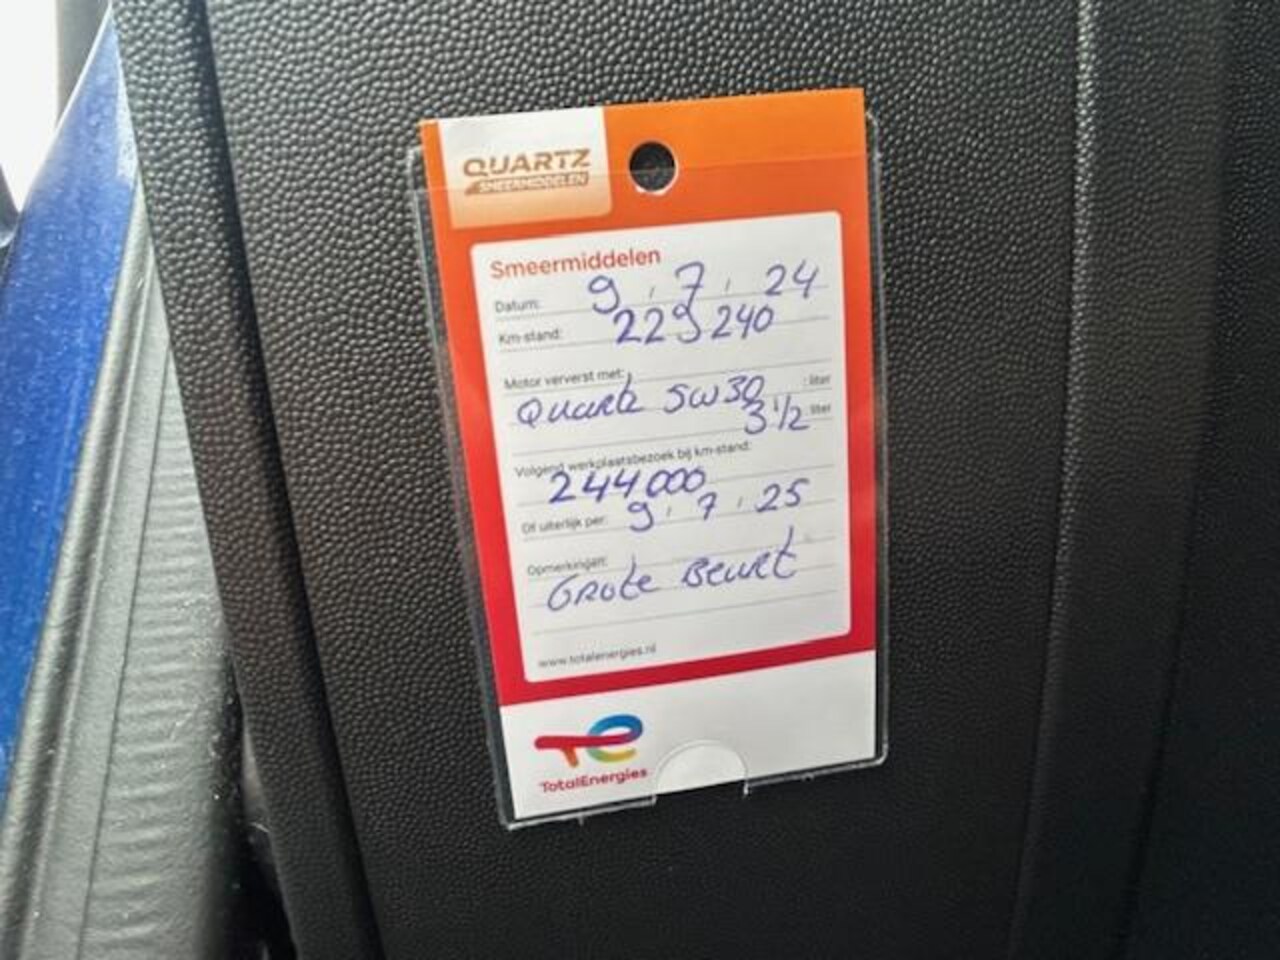 QUARTZ
SMEERMIDDELEN
Smeermiddelen
Datum: 9 / 7 / 24
Km-stand: 229240
Motor ververst met:
Quartz 5W30 : liter
3 1/2 liter
Volgend werkplaatsbezoek bij km-stand:
244000
Of uiterlijk per: 9 / 7 / 25
Opmerkingen:
Grote Beurt
www.totalenergies.nl
TotalEnergies